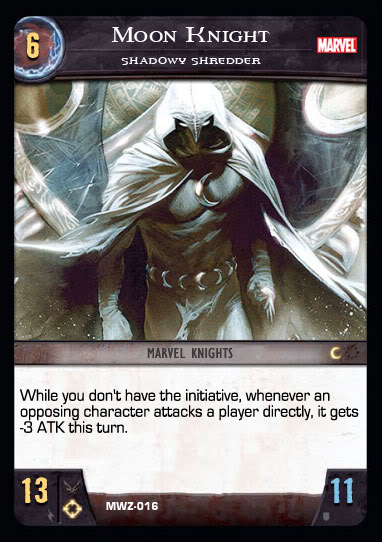 6
Moon Knight
MARVEL
Shadowy Shredder
MARVEL KNIGHTS
C
While you don't have the initiative, whenever an
opposing character attacks a player directly, it gets
-3 ATK this turn.
13
MWZ-016
11